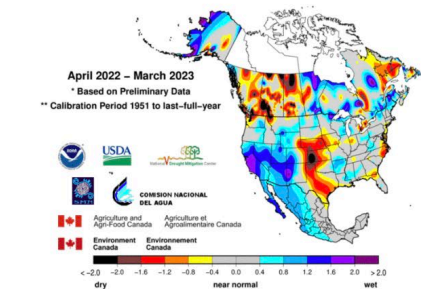 April 2022 – March 2023
* Based on Preliminary Data
** Calibration Period 1951 to last–full–year
USDA
National Drought Mitigation Center
COMISION NACIONAL
DEL AGUA
Agriculture and Agriculture et
Agri-Food Canada Agroalimentaire Canada
Environment Environnement
Canada Canada
< −2.0 −2.0 −1.6 −1.2 −0.8 −0.4 0.0 0.4 0.8 1.2 1.6 2.0 > 2.0
dry near normal wet